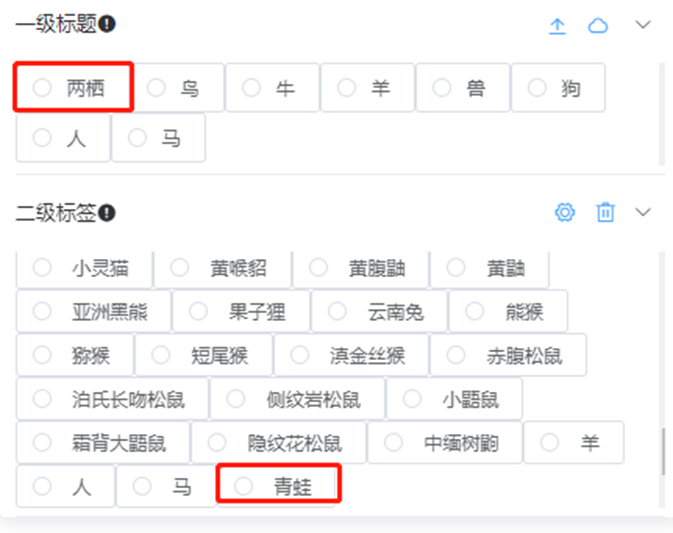 一级标题
两栖 鸟 牛 羊 兽 狗
人 马
二级标签
小灵猫 黄喉貂 黄腹鼬 黄鼬
亚洲黑熊 果子狸 云南兔 熊猴
猕猴 短尾猴 滇金丝猴 赤腹松鼠
泊氏长吻松鼠 侧纹岩松鼠 小鼯鼠
霜背大鼯鼠 隐纹花松鼠 中缅树鼩 羊
人 马 青蛙